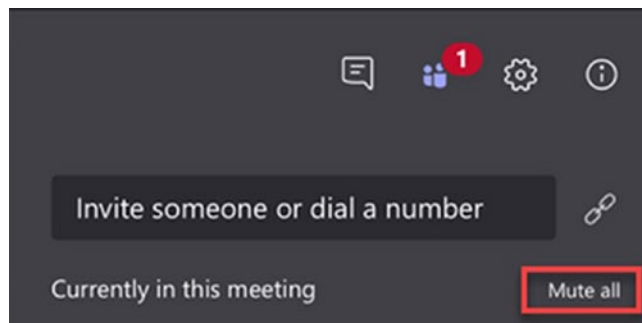 1
Invite someone or dial a number
Currently in this meeting
Mute all